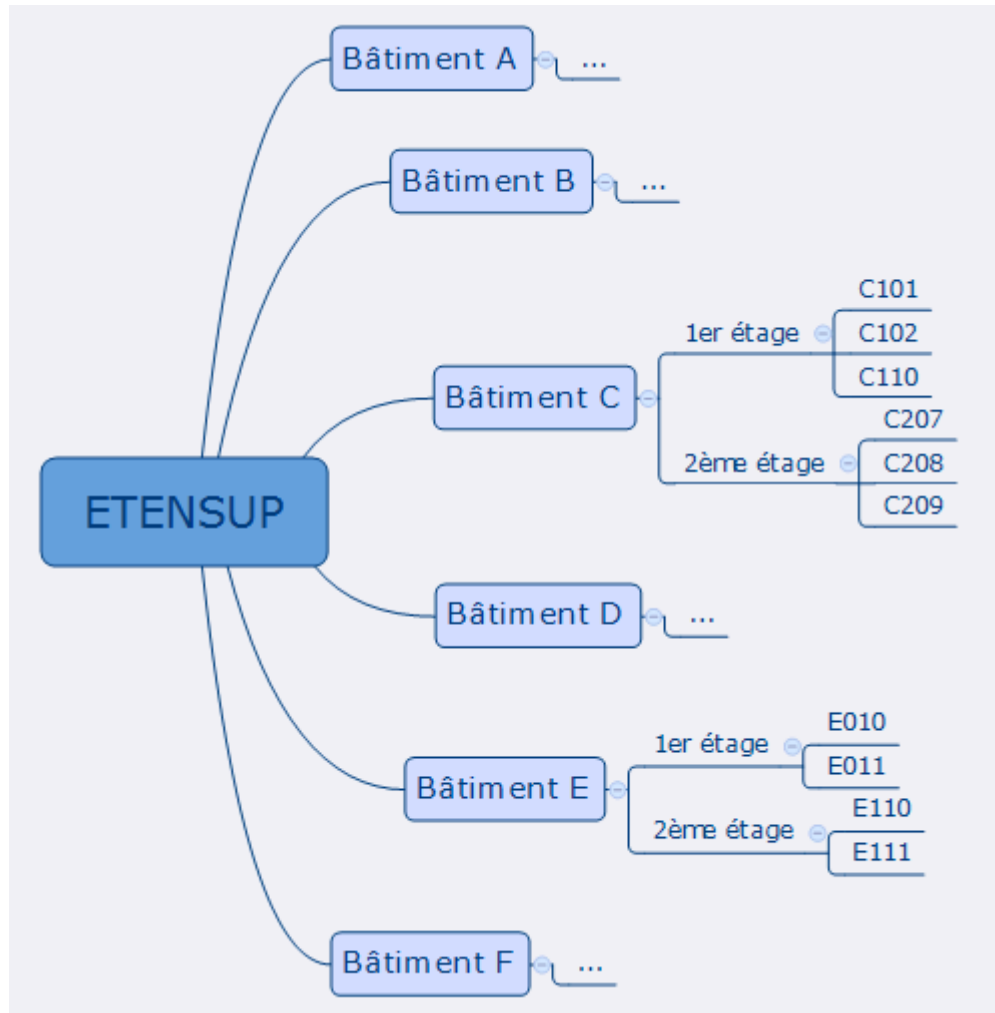 Bâtiment A
...
Bâtiment B
...
C101
1er étage
C102
C110
Bâtiment C
C207
2ème étage
C208
C209
ETENSUP
Bâtiment D
...
E010
1er étage
E011
Bâtiment E
E110
2ème étage
E111
Bâtiment F
...